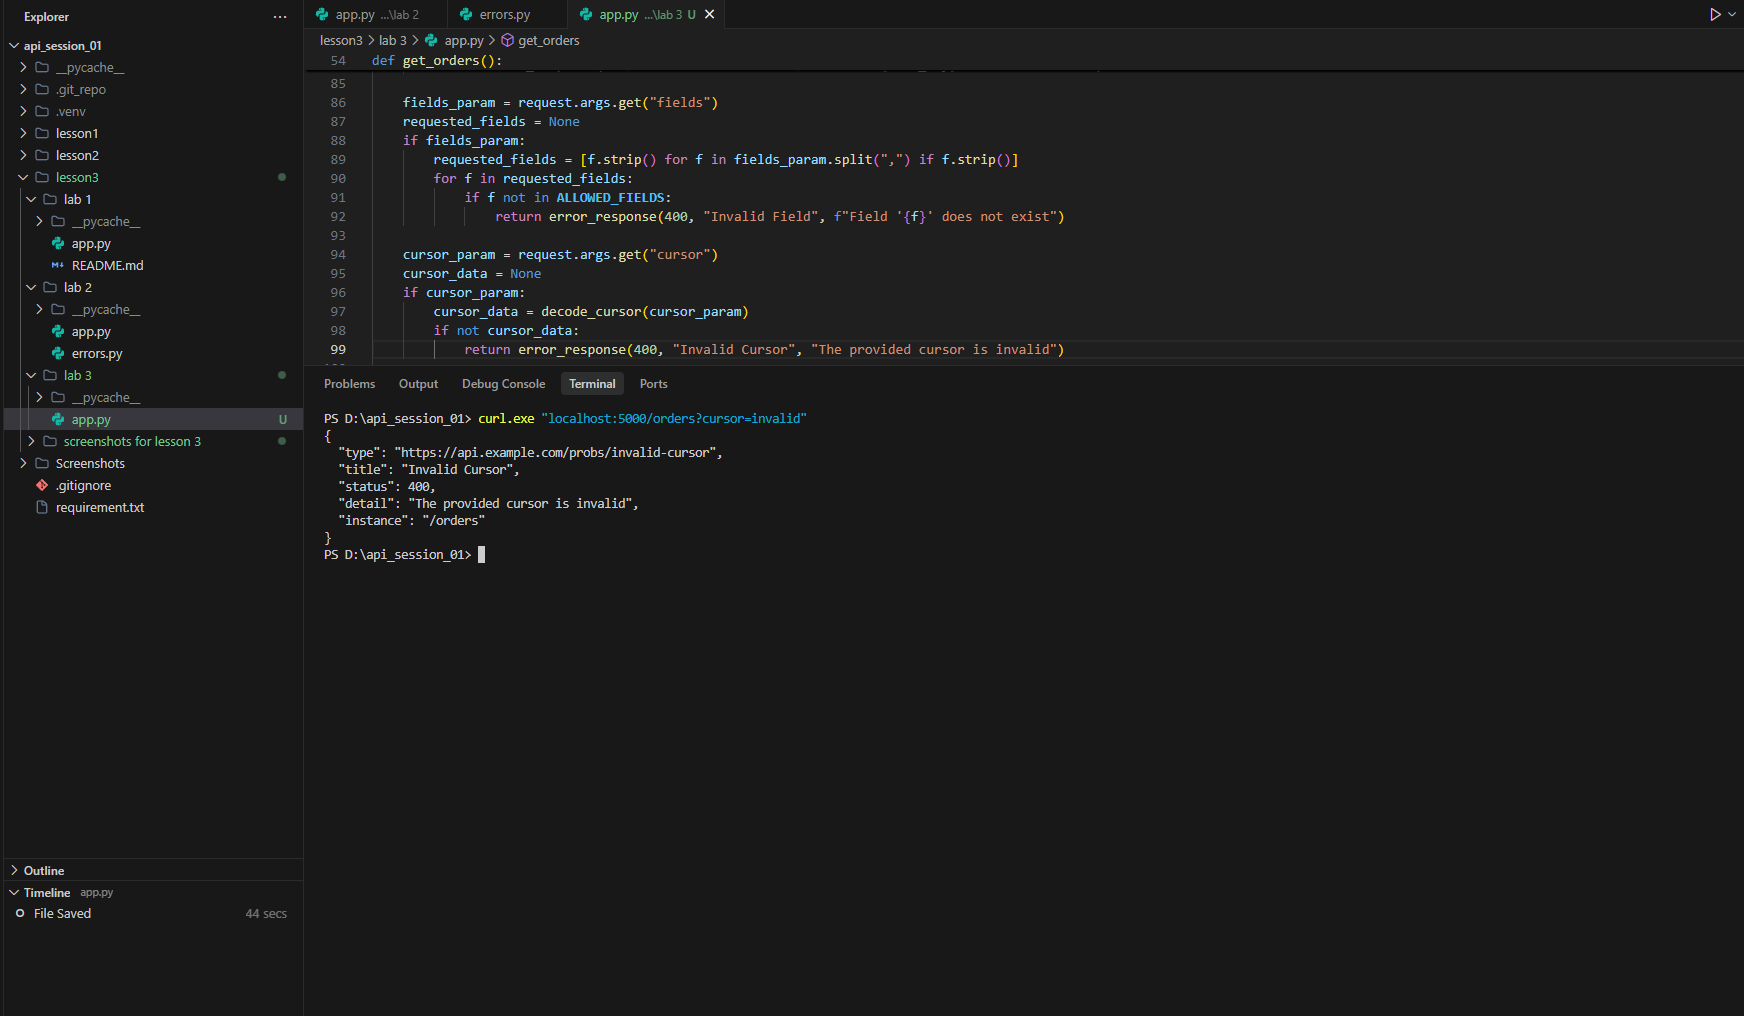 Explorer
api_session_01
__pycache__
.git_repo
.venv
lesson1
lesson2
lesson3
lab 1
__pycache__
app.py
README.md
lab 2
__pycache__
app.py
errors.py
lab 3
__pycache__
app.py U
screenshots for lesson 3
Screenshots
.gitignore
requirement.txt
Outline
Timeline app.py
File Saved 44 secs
app.py ...\lab 2 errors.py app.py ...\lab 3 U
lesson3 > lab 3 > app.py > get_orders
54 def get_orders():
85
86 fields_param = request.args.get("fields")
87 requested_fields = None
88 if fields_param:
89 requested_fields = [f.strip() for f in fields_param.split(",") if f.strip()]
90 for f in requested_fields:
91 if f not in ALLOWED_FIELDS:
92 return error_response(400, "Invalid Field", f"Field '{f}' does not exist")
93
94 cursor_param = request.args.get("cursor")
95 cursor_data = None
96 if cursor_param:
97 cursor_data = decode_cursor(cursor_param)
98 if not cursor_data:
99 return error_response(400, "Invalid Cursor", "The provided cursor is invalid")
Problems Output Debug Console Terminal Ports
PS D:\api_session_01> curl.exe "localhost:5000/orders?cursor=invalid"
{
"type": "https://api.example.com/probs/invalid-cursor",
"title": "Invalid Cursor",
"status": 400,
"detail": "The provided cursor is invalid",
"instance": "/orders"
}
PS D:\api_session_01>